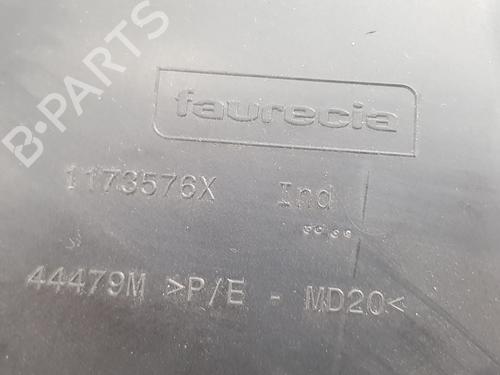 B-PARTS
faurecia
1173576X Ind
44479M >P/E - MD20<